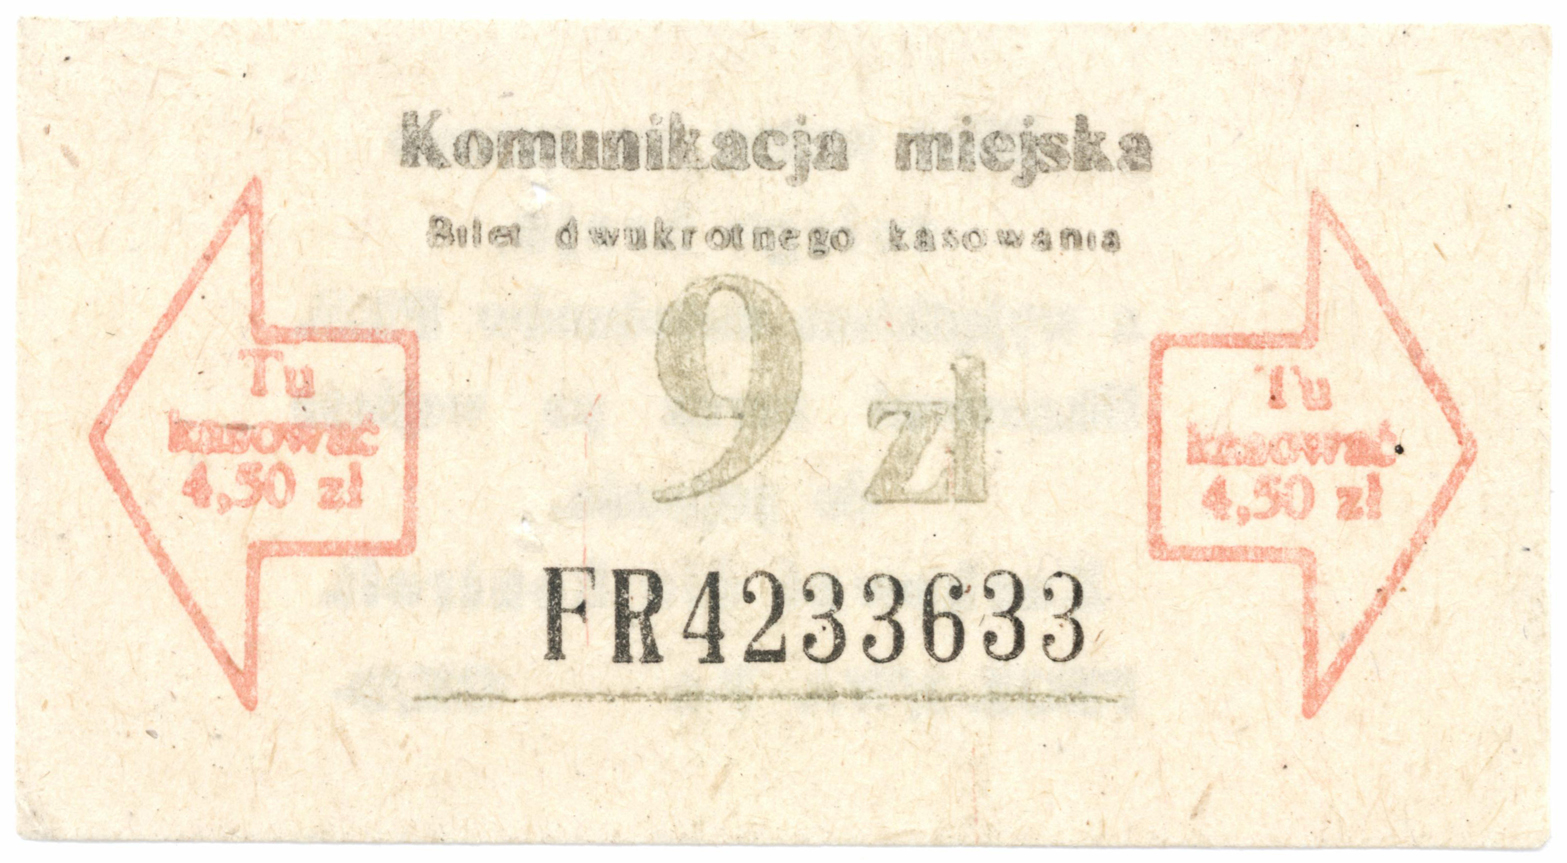 Komunikacja miejska
Bilet dwukrotnego kasowania
9 zł
Tu
kasować
4,50 zł
Tu
kasować
4,50 zł
FR4233633